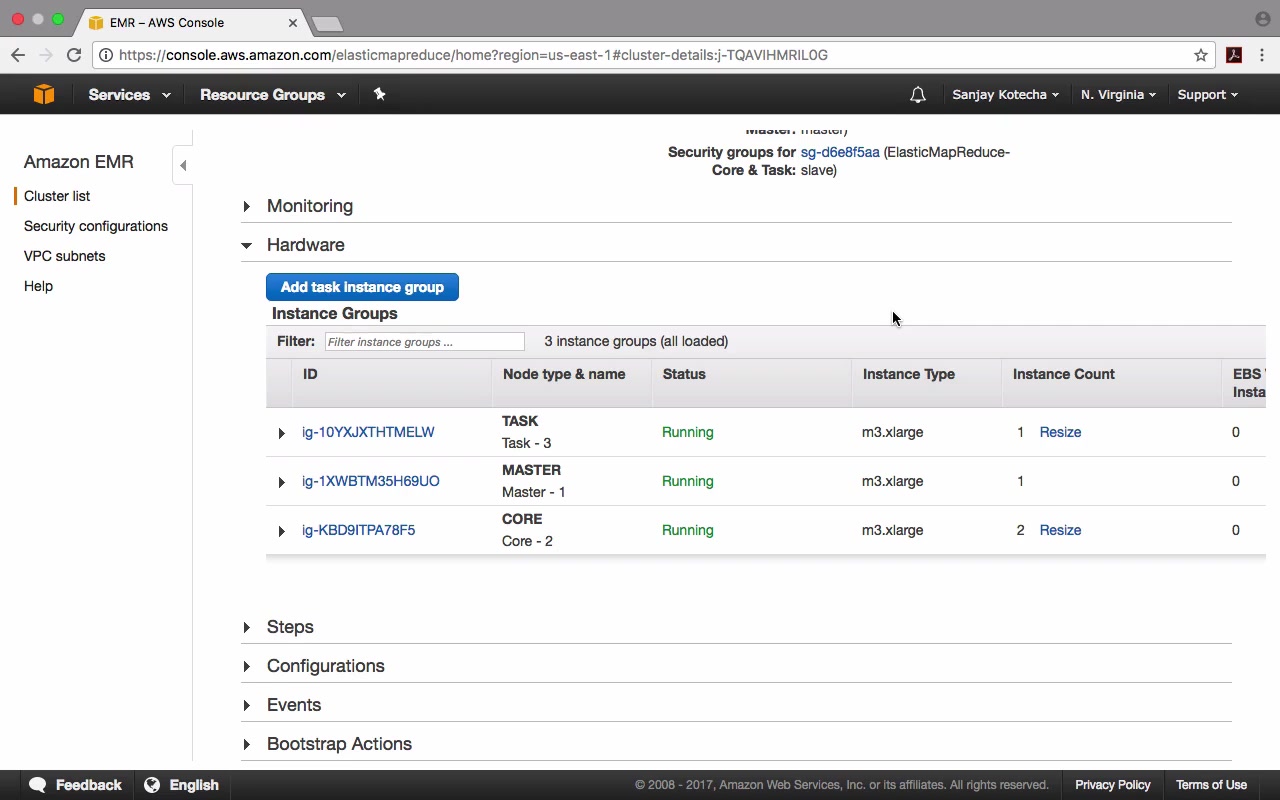 EMR – AWS Console
https://console.aws.amazon.com/elasticmapreduce/home?region=us-east-1#cluster-details:j-TQAVIHMRIL0G
Services
Resource Groups
Sanjay Kotecha
N. Virginia
Support
Amazon EMR
Cluster list
Security configurations
VPC subnets
Help
Master: master)
Security groups for sg-d6e8f5aa (ElasticMapReduce-
Core & Task: slave)
Monitoring
Hardware
Add task instance group
Instance Groups
Filter: Filter instance groups ... 3 instance groups (all loaded)
ID Node type & name Status Instance Type Instance Count EBS
Insta
ig-10YXJXTHTMELW TASK Running m3.xlarge 1 Resize 0
Task - 3
ig-1XWBTM35H69UO MASTER Running m3.xlarge 1 0
Master - 1
ig-KBD9ITPA78F5 CORE Running m3.xlarge 2 Resize 0
Core - 2
Steps
Configurations
Events
Bootstrap Actions
Feedback
English
© 2008 - 2017, Amazon Web Services, Inc. or its affiliates. All rights reserved.
Privacy Policy
Terms of Use